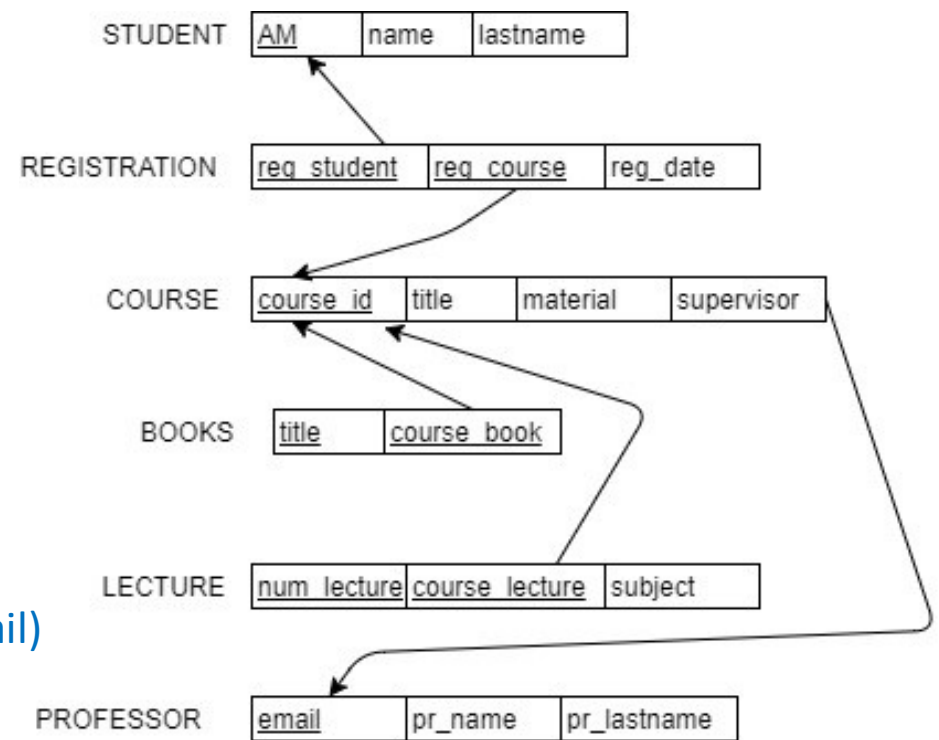 STUDENT AM name lastname
REGISTRATION reg_student reg_course reg_date
COURSE course_id title material supervisor
BOOKS title course_book
LECTURE num_lecture course_lecture subject
il)
PROFESSOR email pr_name pr_lastname